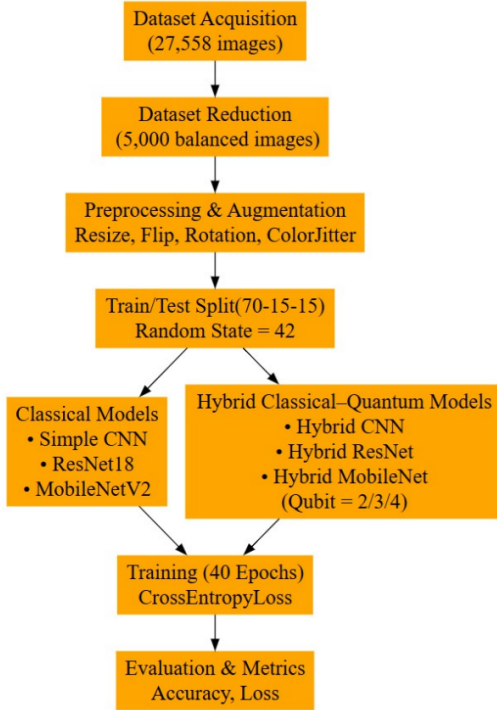 Dataset Acquisition
(27,558 images)
Dataset Reduction
(5,000 balanced images)
Preprocessing & Augmentation
Resize, Flip, Rotation, ColorJitter
Train/Test Split(70-15-15)
Random State = 42
Classical Models
• Simple CNN
• ResNet18
• MobileNetV2
Hybrid Classical–Quantum Models
• Hybrid CNN
• Hybrid ResNet
• Hybrid MobileNet
(Qubit = 2/3/4)
Training (40 Epochs)
CrossEntropyLoss
Evaluation & Metrics
Accuracy, Loss